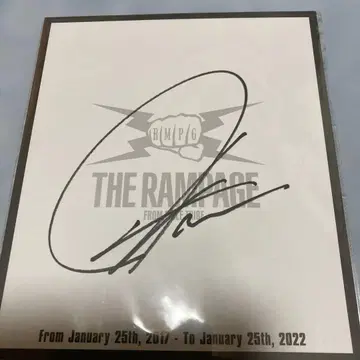 BMPG
THE RAMPAGE
FROM EXILE TRIBE
From January 25th, 2017 - To January 25th, 2022